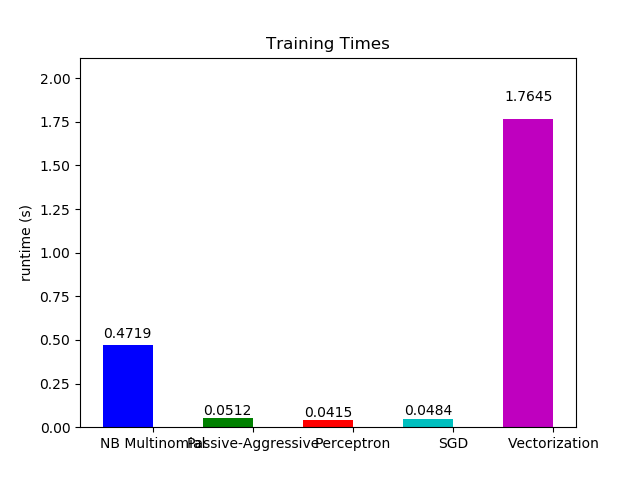 Training Times
runtime (s)
2.00
1.75
1.50
1.25
1.00
0.75
0.50
0.25
0.00
0.4719
0.0512
0.0415
0.0484
1.7645
NB Multinomial
Passive-Aggressive
Perceptron
SGD
Vectorization